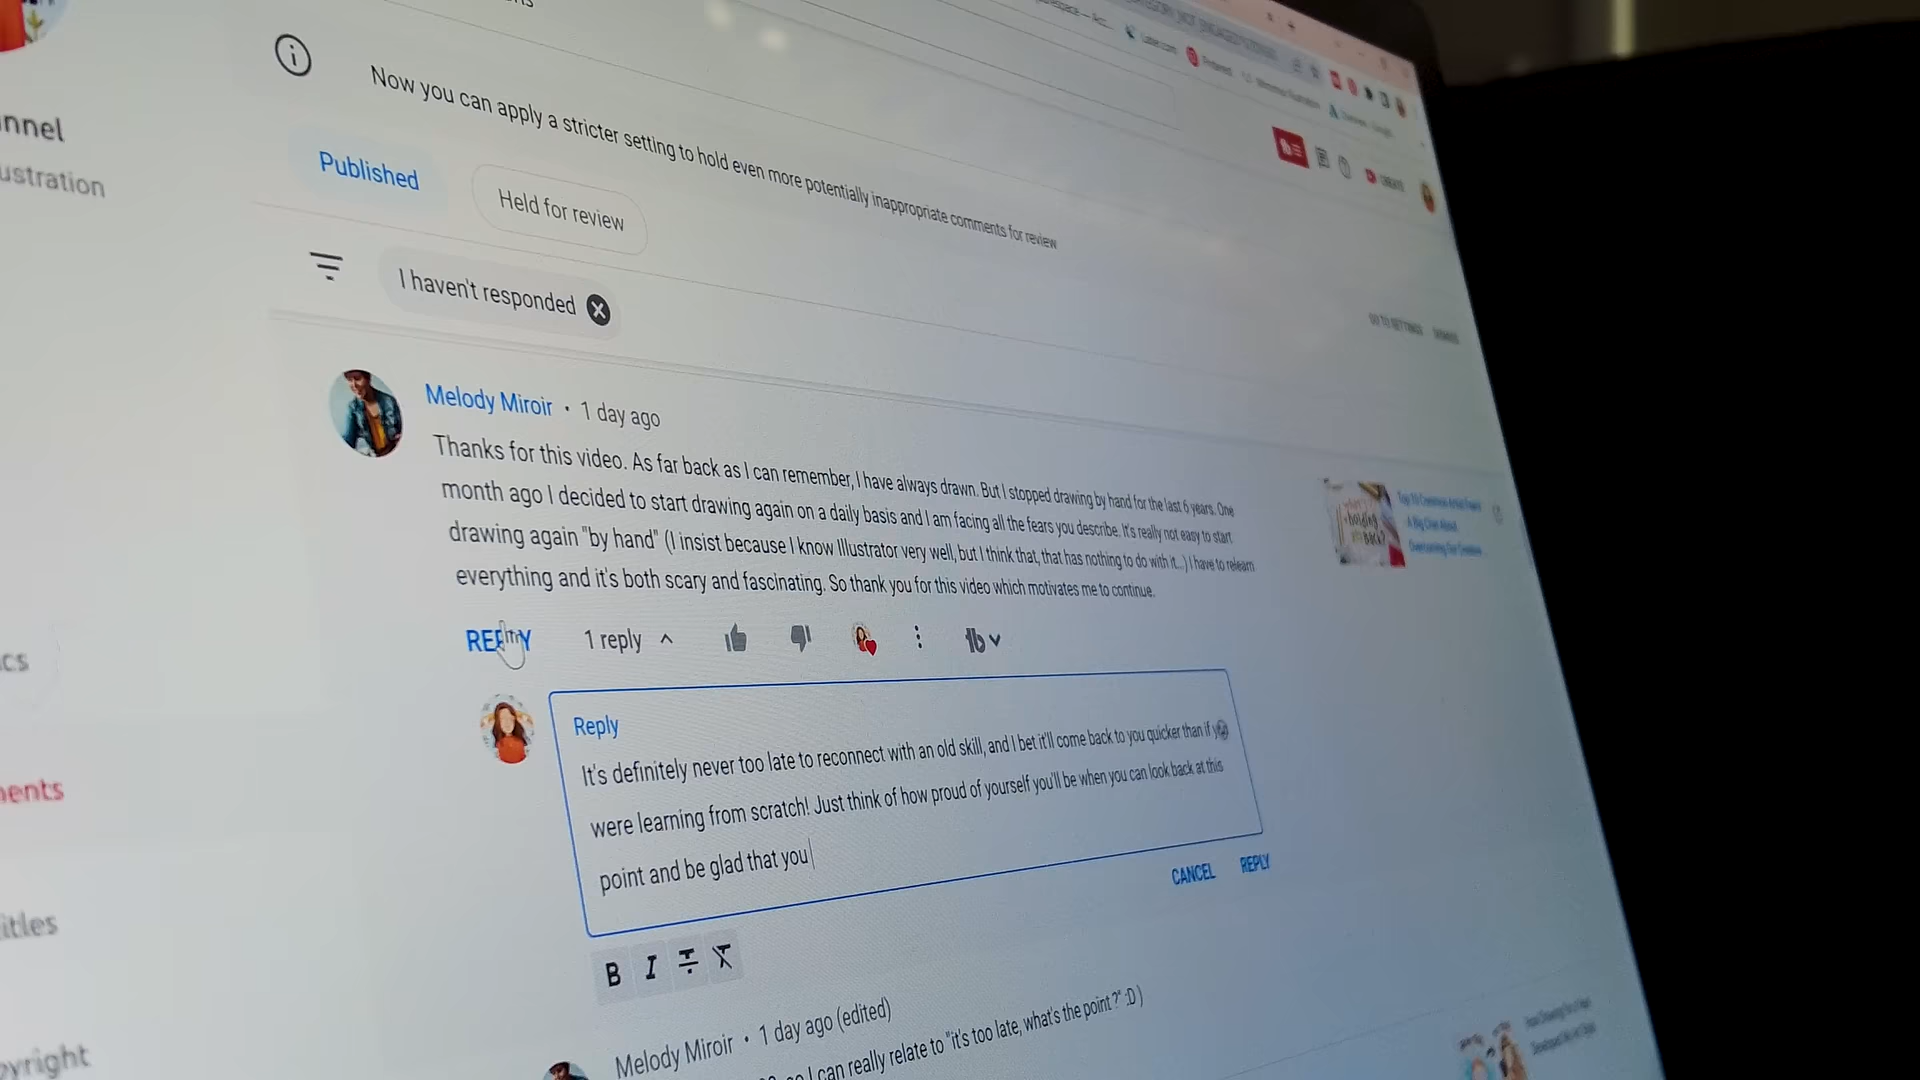 Now you can apply a stricter setting to hold even more potentially inappropriate comments for review
nnel
ustration
Published
Held for review
I haven't responded
Melody Miroir • 1 day ago
Thanks for this video. As far back as I can remember, I have always drawn. But I stopped drawing by hand for the last 6 years. One
month ago I decided to start drawing again on a daily basis and I am facing all the fears you describe. It's really not easy to start
drawing again "by hand" (I insist because I know Illustrator very well, but I think that, that has nothing to do with it...) I have to relearn
everything and it's both scary and fascinating. So thank you for this video which motivates me to continue.
holding
back?
REPLY
1 reply
cs
Reply
It's definitely never too late to reconnect with an old skill, and I bet it'll come back to you quicker than if y
were learning from scratch! Just think of how proud of yourself you'll be when you can look back at this
point and be glad that you
ments
CANCEL
REPLY
itles
B I
Melody Miroir • 1 day ago (edited)
so I can really relate to "it's too late, what's the point?" :D )
pyright